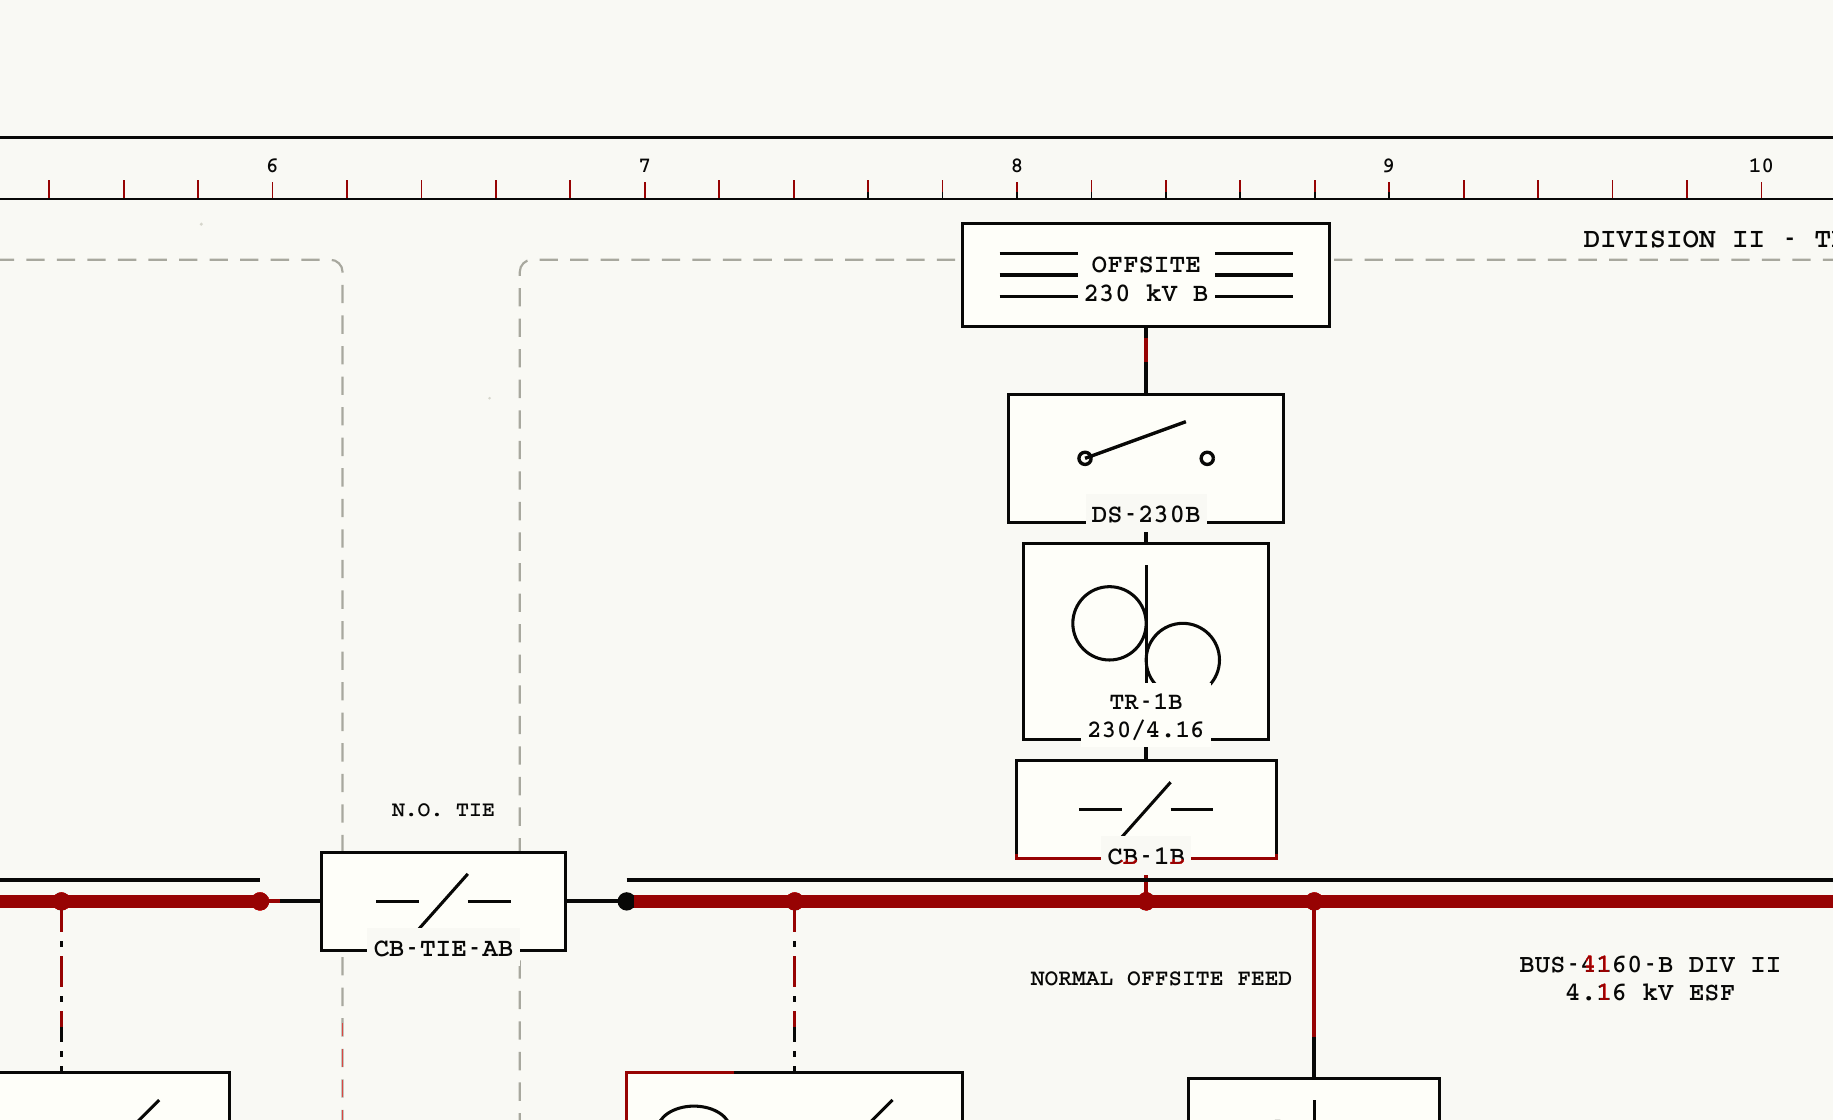 6 7 8 9 10
DIVISION II - T
OFFSITE
230 kV B
DS-230B
TR-1B
230/4.16
N.O. TIE
CB-1B
CB-TIE-AB
NORMAL OFFSITE FEED
BUS-4160-B DIV II
4.16 kV ESF